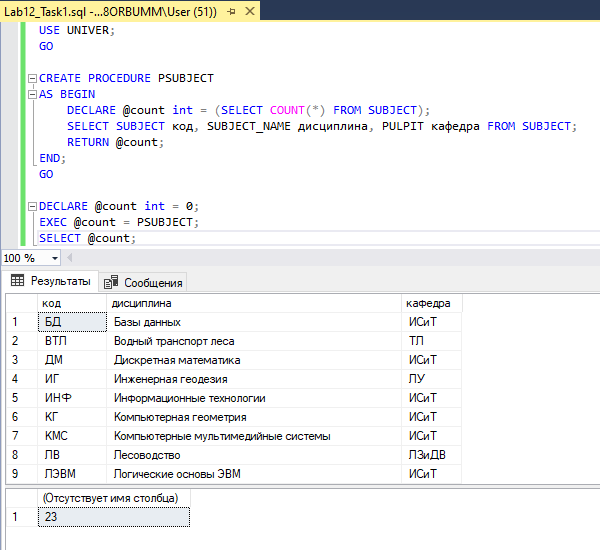 Lab12_Task1.sql -...8ORBUMM\User (51))
USE UNIVER;
GO
CREATE PROCEDURE PSUBJECT
AS BEGIN
DECLARE @count int = (SELECT COUNT(*) FROM SUBJECT);
SELECT SUBJECT код, SUBJECT_NAME дисциплина, PULPIT кафедра FROM SUBJECT;
RETURN @count;
END;
GO
DECLARE @count int = 0;
EXEC @count = PSUBJECT;
SELECT @count;
100 %
Результаты Сообщения
код дисциплина кафедра
1 БД Базы данных ИСиТ
2 ВТЛ Водный транспорт леса ТЛ
3 ДМ Дискретная математика ИСиТ
4 ИГ Инженерная геодезия ЛУ
5 ИНФ Информационные технологии ИСиТ
6 КГ Компьютерная геометрия ИСиТ
7 КМС Компьютерные мультимедийные системы ИСиТ
8 ЛВ Лесоводство ЛЗиДВ
9 ЛЭВМ Логические основы ЭВМ ИСиТ
(Отсутствует имя столбца)
1 23